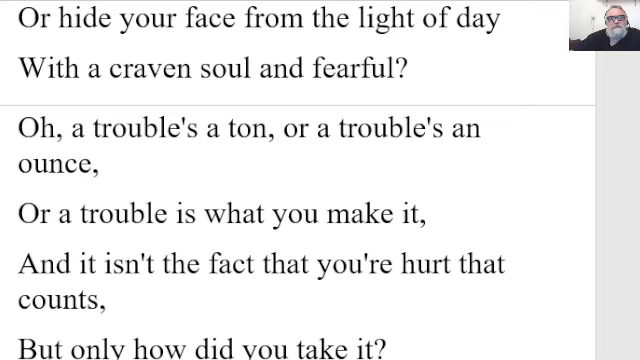 Or hide your face from the light of day
With a craven soul and fearful?
Oh, a trouble's a ton, or a trouble's an
ounce,
Or a trouble is what you make it,
And it isn't the fact that you're hurt that
counts,
But only how did you take it?